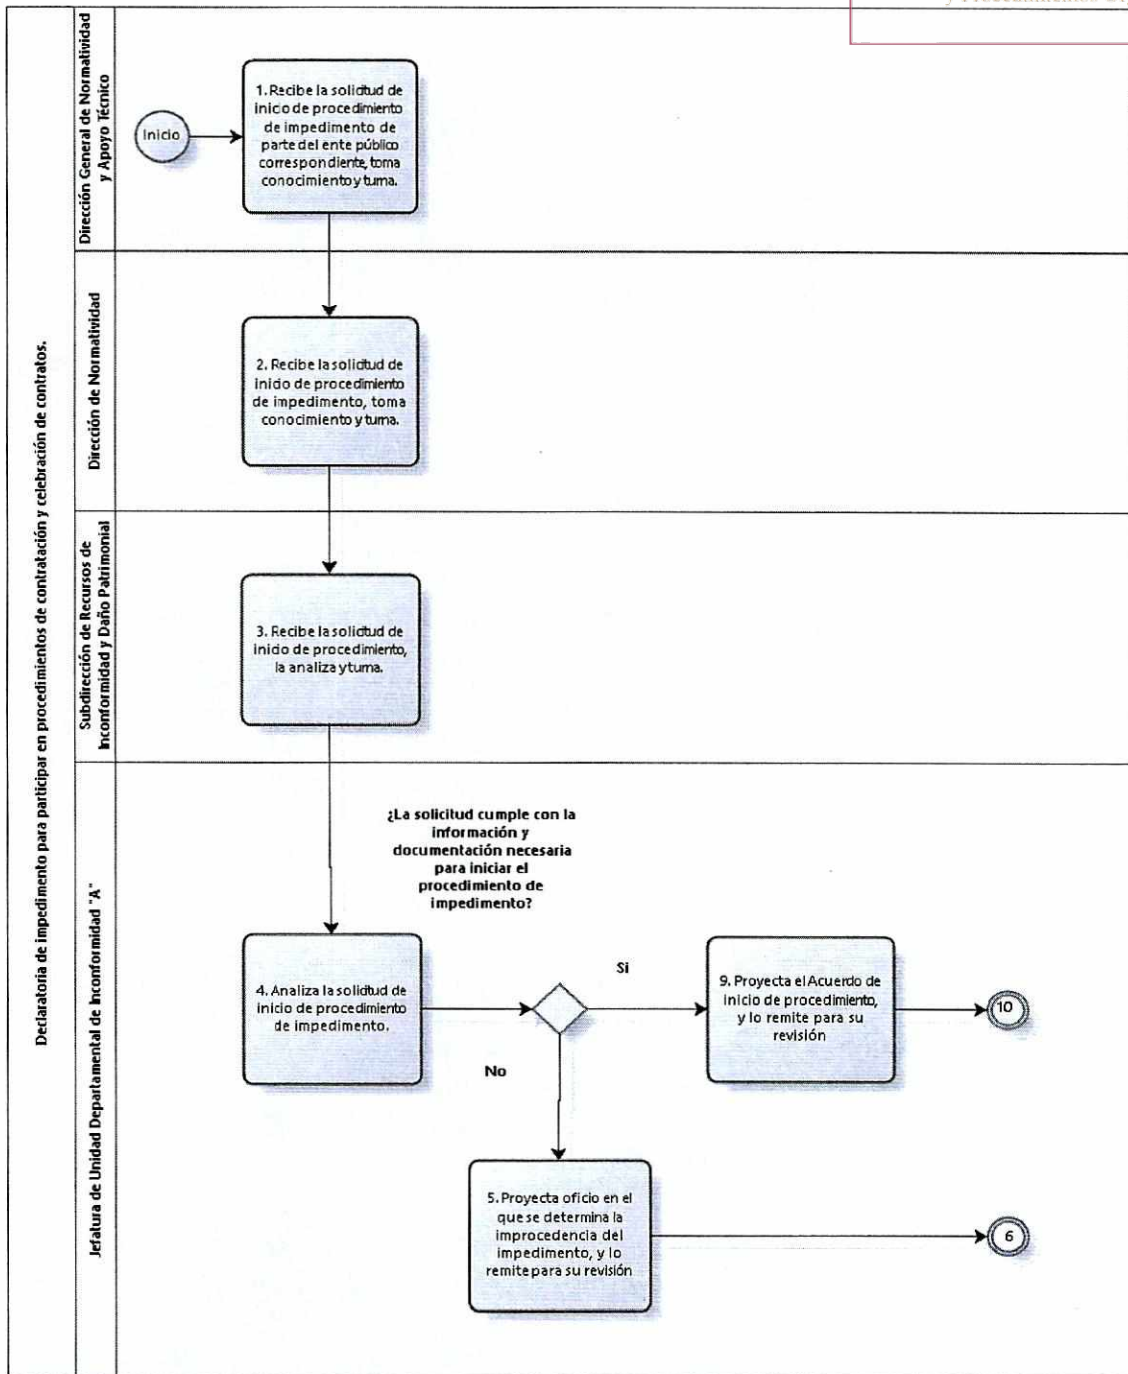 Declaratoria de impedimento para participar en procedimientos de contratación y celebración de contratos.
Dirección General de Normatividad
y Apoyo Técnico
Inicio
1. Recibe la solicitud de
inicio de procedimiento
de impedimento de
parte del ente público
correspondiente, toma
conocimiento y turna.
Dirección de Normatividad
2. Recibe la solicitud de
inicio de procedimiento
de impedimento, toma
conocimiento y turna.
Subdirección de Recursos de
Inconformidad y Daño Patrimonial
3. Recibe la solicitud de
inicio de procedimiento,
la analiza y turna.
Jefatura de Unidad Departamental de Inconformidad "A"
¿La solicitud cumple con la
información y
documentación necesaria
para iniciar el
procedimiento de
impedimento?
4. Analiza la solicitud de
inicio de procedimiento
de impedimento.
Si
9. Proyecta el Acuerdo de
inicio de procedimiento,
y lo remite para su
revisión
10
No
5. Proyecta oficio en el
que se determina la
improcedencia del
impedimento, y lo
remite para su revisión
6